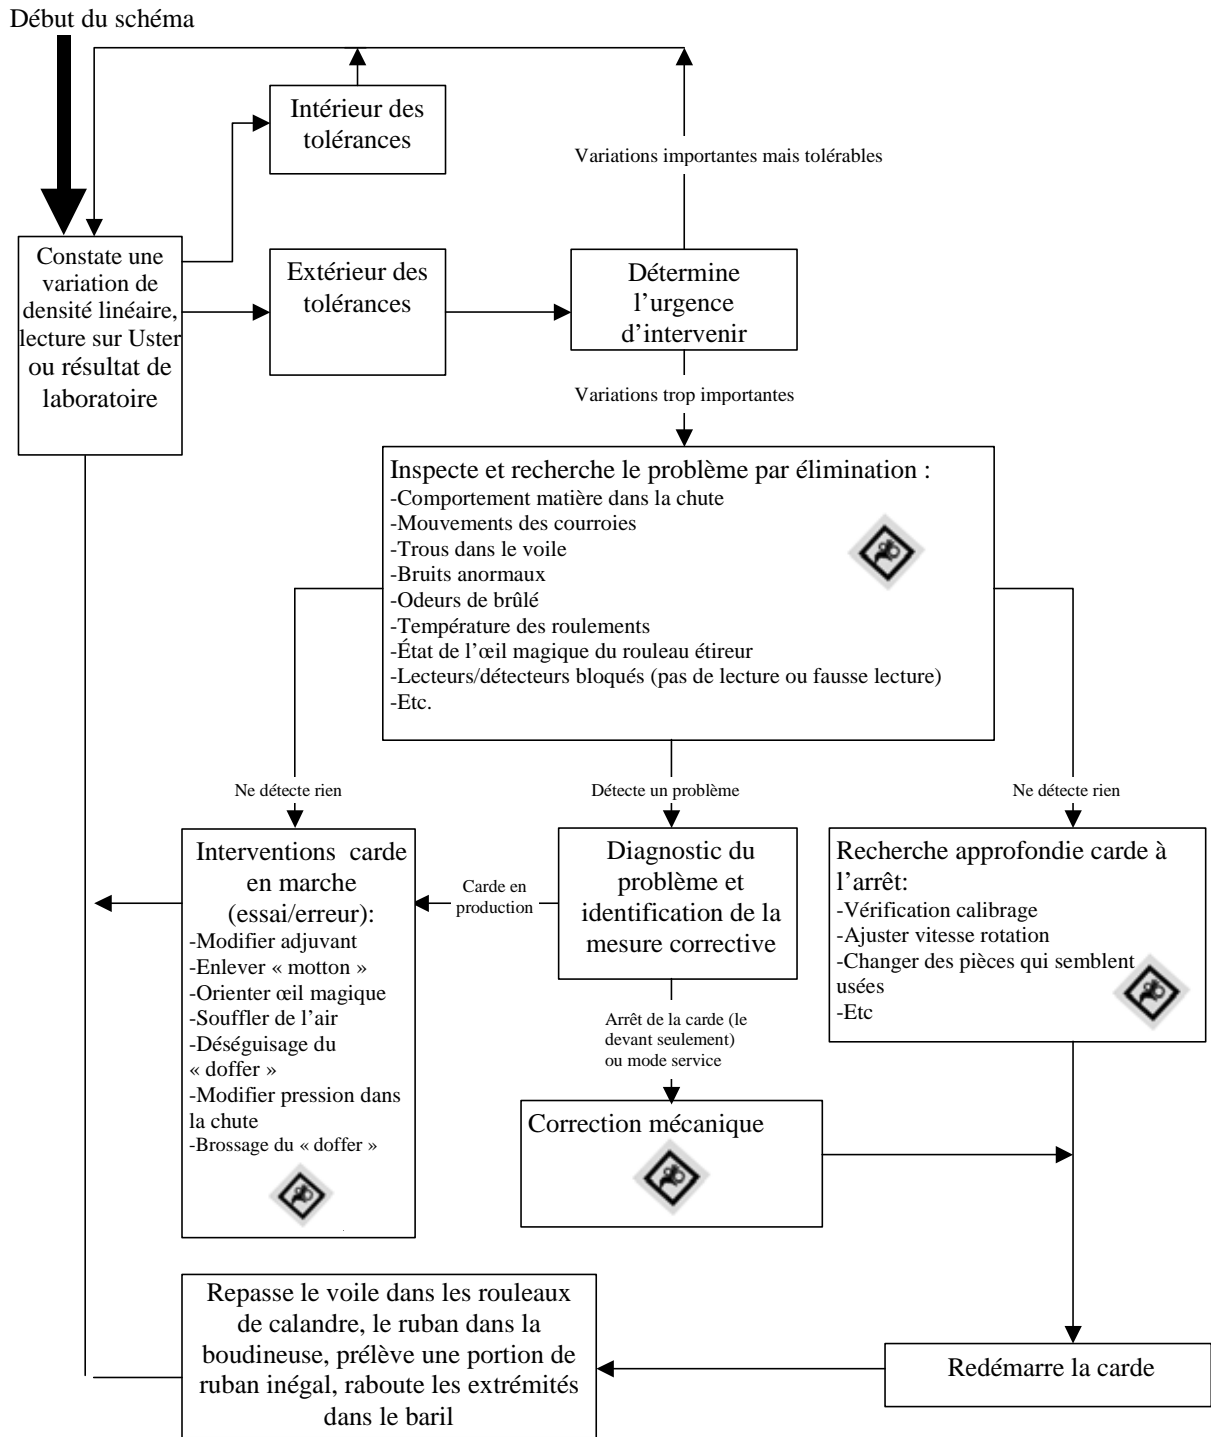 Début du schéma
Intérieur des
tolérances
Variations importantes mais tolérables
Constate une
variation de
densité linéaire,
lecture sur Uster
ou résultat de
laboratoire
Extérieur des
tolérances
Détermine
l’urgence
d’intervenir
Variations trop importantes
Inspecte et recherche le problème par élimination :
-Comportement matière dans la chute
-Mouvements des courroies
-Trous dans le voile
-Bruits anormaux
-Odeurs de brûlé
-Température des roulements
-État de l’œil magique du rouleau étireur
-Lecteurs/détecteurs bloqués (pas de lecture ou fausse lecture)
-Etc.
Ne détecte rien
Détecte un problème
Ne détecte rien
Interventions carde
en marche
(essai/erreur):
-Modifier adjuvant
-Enlever « motton »
-Orienter œil magique
-Souffler de l’air
-Déséguisage du
« doffer »
-Modifier pression dans
la chute
-Brossage du « doffer »
Carde en
production
Diagnostic du
problème et
identification de la
mesure corrective
Recherche approfondie carde à
l’arrêt:
-Vérification calibrage
-Ajuster vitesse rotation
-Changer des pièces qui semblent
usées
-Etc
Arrêt de la carde (le
devant seulement)
ou mode service
Correction mécanique
Repasse le voile dans les rouleaux
de calandre, le ruban dans la
boudineuse, prélève une portion de
ruban inégal, raboute les extrémités
dans le baril
Redémarre la carde